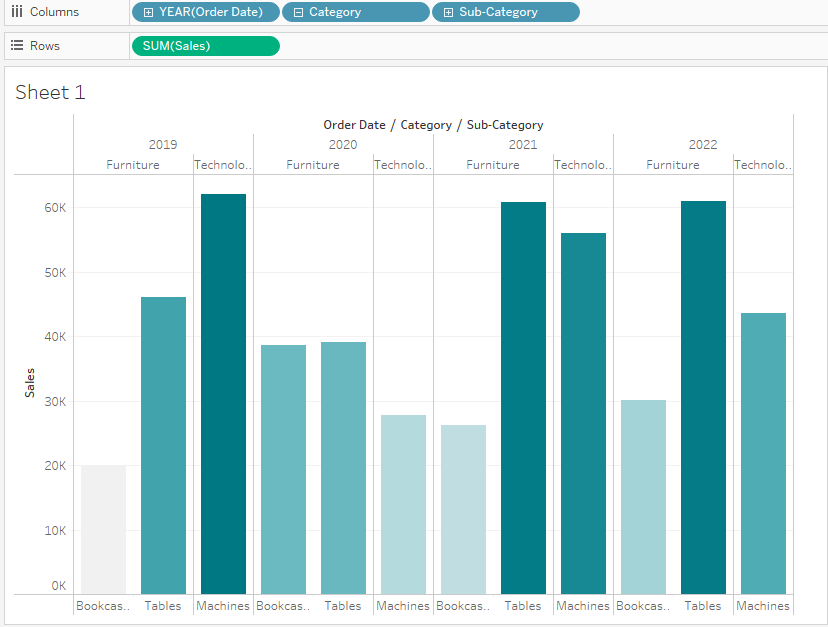 Columns YEAR(Order Date) Category Sub-Category
Rows SUM(Sales)
Sheet 1
Order Date / Category / Sub-Category
2019 2020 2021 2022
Furniture Technolo.. Furniture Technolo.. Furniture Technolo.. Furniture Technolo..
60K
50K
40K
30K
20K
10K
0K
Sales
Bookcas.. Tables Machines Bookcas.. Tables Machines Bookcas.. Tables Machines Bookcas.. Tables Machines